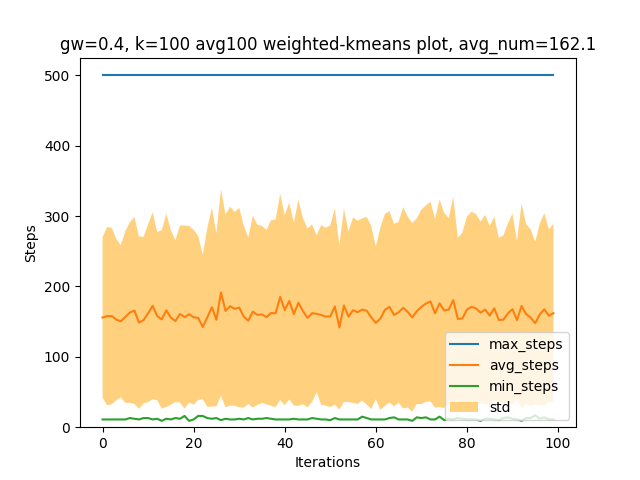 gw=0.4, k=100 avg100 weighted-kmeans plot, avg_num=162.1
500
400
300
200
100
0
Steps
max_steps
avg_steps
min_steps
std
0
20
40
60
80
100
Iterations